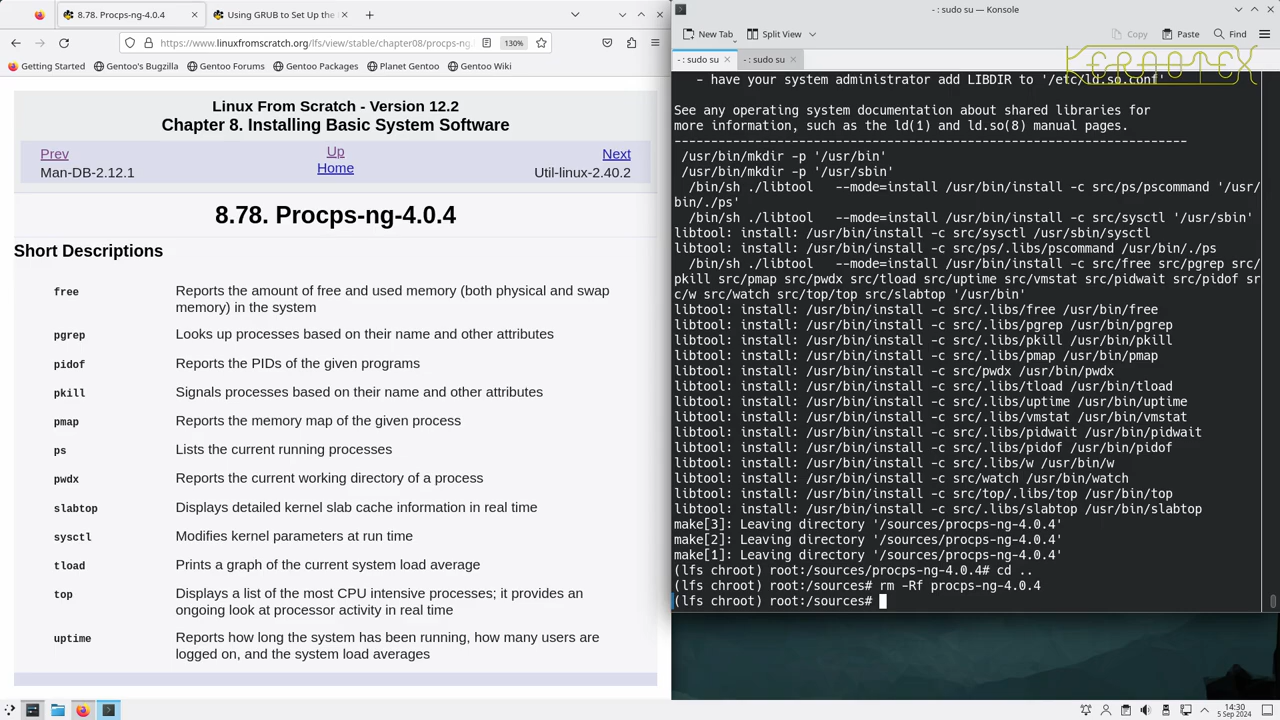 8.78. Procps-ng-4.0.4
Using GRUB to Set Up the
https://www.linuxfromscratch.org/lfs/view/stable/chapter08/procps-ng
130%
Getting Started
Gentoo's Bugzilla
Gentoo Forums
Gentoo Packages
Planet Gentoo
Gentoo Wiki
Linux From Scratch - Version 12.2
Chapter 8. Installing Basic System Software
Prev
Up
Next
Man-DB-2.12.1
Home
Util-linux-2.40.2
8.78. Procps-ng-4.0.4
Short Descriptions
free Reports the amount of free and used memory (both physical and swap
memory) in the system
pgrep Looks up processes based on their name and other attributes
pidof Reports the PIDs of the given programs
pkill Signals processes based on their name and other attributes
pmap Reports the memory map of the given process
ps Lists the current running processes
pwdx Reports the current working directory of a process
slabtop Displays detailed kernel slab cache information in real time
sysctl Modifies kernel parameters at run time
tload Prints a graph of the current system load average
top Displays a list of the most CPU intensive processes; it provides an
ongoing look at processor activity in real time
uptime Reports how long the system has been running, how many users are
logged on, and the system load averages
- : sudo su — Konsole
New Tab
Split View
Copy
Paste
Find
- : sudo su
- : sudo su
KERNOTEX
- have your system administrator add LIBDIR to '/etc/ld.so.conf'
See any operating system documentation about shared libraries for
more information, such as the ld(1) and ld.so(8) manual pages.
----------------------------------------------------------------------
/usr/bin/mkdir -p '/usr/bin'
/usr/bin/mkdir -p '/usr/sbin'
/bin/sh ./libtool   --mode=install /usr/bin/install -c src/ps/pscommand '/usr/
bin/./ps'
/bin/sh ./libtool   --mode=install /usr/bin/install -c src/sysctl '/usr/sbin'
libtool: install: /usr/bin/install -c src/sysctl /usr/sbin/sysctl
libtool: install: /usr/bin/install -c src/ps/.libs/pscommand /usr/bin/./ps
/bin/sh ./libtool   --mode=install /usr/bin/install -c src/free src/pgrep src/
pkill src/pmap src/pwdx src/tload src/uptime src/vmstat src/pidwait src/pidof sr
c/w src/watch src/top/top src/slabtop '/usr/bin'
libtool: install: /usr/bin/install -c src/.libs/free /usr/bin/free
libtool: install: /usr/bin/install -c src/.libs/pgrep /usr/bin/pgrep
libtool: install: /usr/bin/install -c src/.libs/pkill /usr/bin/pkill
libtool: install: /usr/bin/install -c src/.libs/pmap /usr/bin/pmap
libtool: install: /usr/bin/install -c src/pwdx /usr/bin/pwdx
libtool: install: /usr/bin/install -c src/.libs/tload /usr/bin/tload
libtool: install: /usr/bin/install -c src/.libs/uptime /usr/bin/uptime
libtool: install: /usr/bin/install -c src/.libs/vmstat /usr/bin/vmstat
libtool: install: /usr/bin/install -c src/.libs/pidwait /usr/bin/pidwait
libtool: install: /usr/bin/install -c src/.libs/pidof /usr/bin/pidof
libtool: install: /usr/bin/install -c src/.libs/w /usr/bin/w
libtool: install: /usr/bin/install -c src/watch /usr/bin/watch
libtool: install: /usr/bin/install -c src/top/.libs/top /usr/bin/top
libtool: install: /usr/bin/install -c src/.libs/slabtop /usr/bin/slabtop
make[3]: Leaving directory '/sources/procps-ng-4.0.4'
make[2]: Leaving directory '/sources/procps-ng-4.0.4'
make[1]: Leaving directory '/sources/procps-ng-4.0.4'
(lfs chroot) root:/sources/procps-ng-4.0.4# cd ..
(lfs chroot) root:/sources# rm -Rf procps-ng-4.0.4
(lfs chroot) root:/sources#
14:30
5 Sep 2024